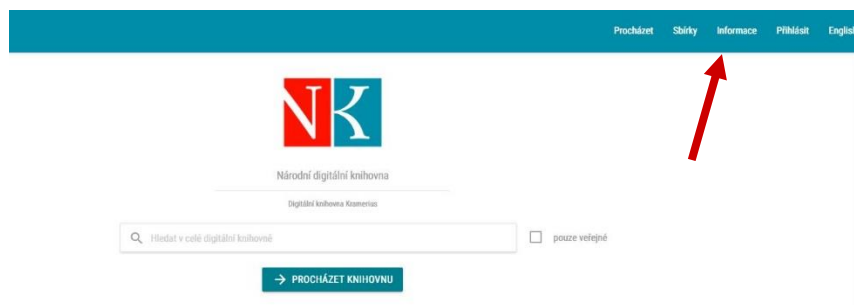 Procházet Sbírky Informace Přihlásit English
NK
Národní digitální knihovna
Digitální knihovna Kramerius
Hledat v celé digitální knihovně
pouze veřejné
PROCHÁZET KNIHOVNU